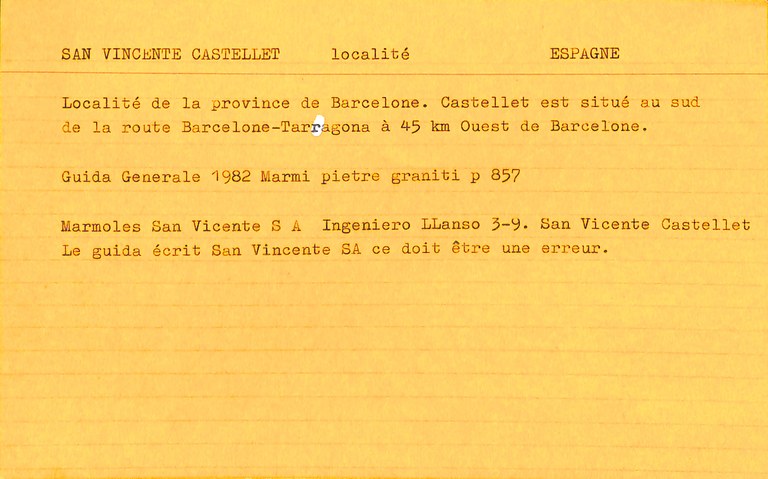 SAN VINCENTE CASTELLET localité ESPAGNE
Localité de la province de Barcelone. Castellet est situé au sud
de la route Barcelone-Tarragona à 45 km Ouest de Barcelone.
Guida Generale 1982 Marmi pietre graniti p 857
Marmoles San Vicente S A Ingeniero LLanso 3-9. San Vicente Castellet
Le guida écrit San Vincente SA ce doit être une erreur.